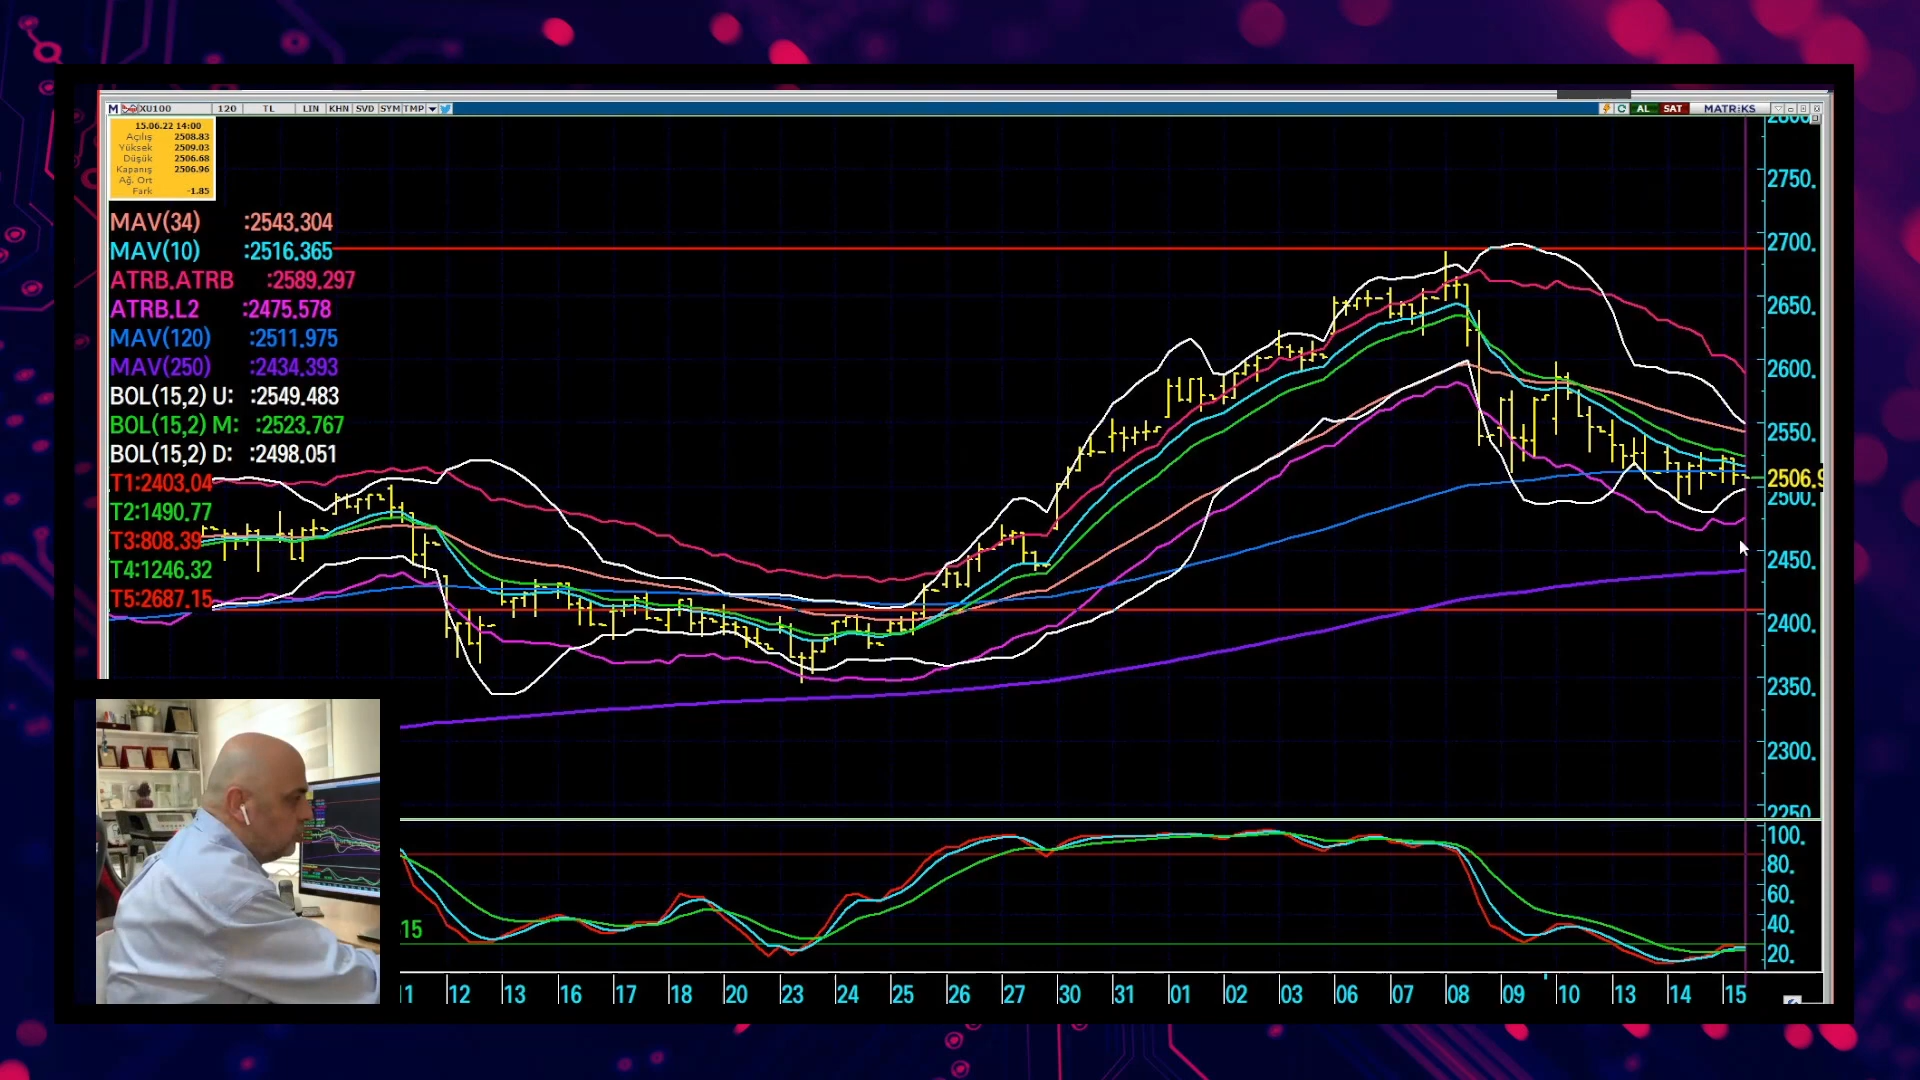 M XU100 120 TL LIN KHN SVD SYM TMP AL SAT MATRiKS
15.06.22 14:00
Açılış 2508.83
Yüksek 2509.03
Düşük 2506.68
Kapanış 2506.96
Ağ. Ort
Fark -1.85
MAV(34) :2543.304
MAV(10) :2516.365
ATRB.ATRB :2589.297
ATRB.L2 :2475.578
MAV(120) :2511.975
MAV(250) :2434.393
BOL(15,2) U: :2549.483
BOL(15,2) M: :2523.767
BOL(15,2) D: :2498.051
T1:2403.04
T2:1490.77
T3:808.39
T4:1246.32
T5:2687.15
2800.
2750.
2700.
2650.
2600.
2550.
2506.9
2500.
2450.
2400.
2350.
2300.
2250
100.
80.
60.
40.
20.
15
11 12 13 16 17 18 20 23 24 25 26 27 30 31 01 02 03 06 07 08 09 10 13 14 15